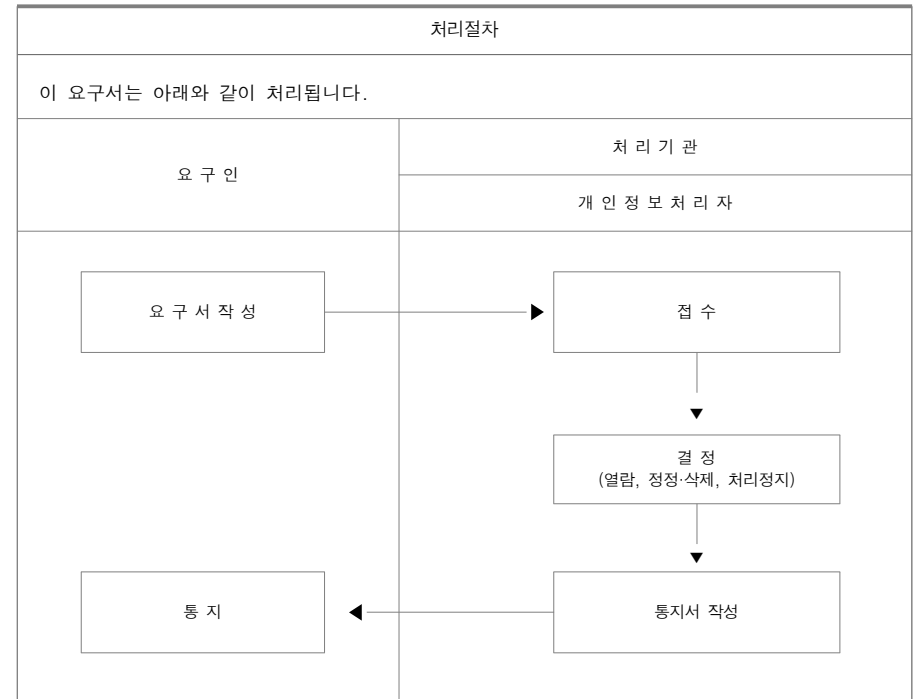 처리절차
이 요구서는 아래와 같이 처리됩니다.
요 구 인
처 리 기 관
개 인 정 보 처 리 자
요 구 서 작 성
접 수
결 정
(열람, 정정·삭제, 처리정지)
통 지
통지서 작성